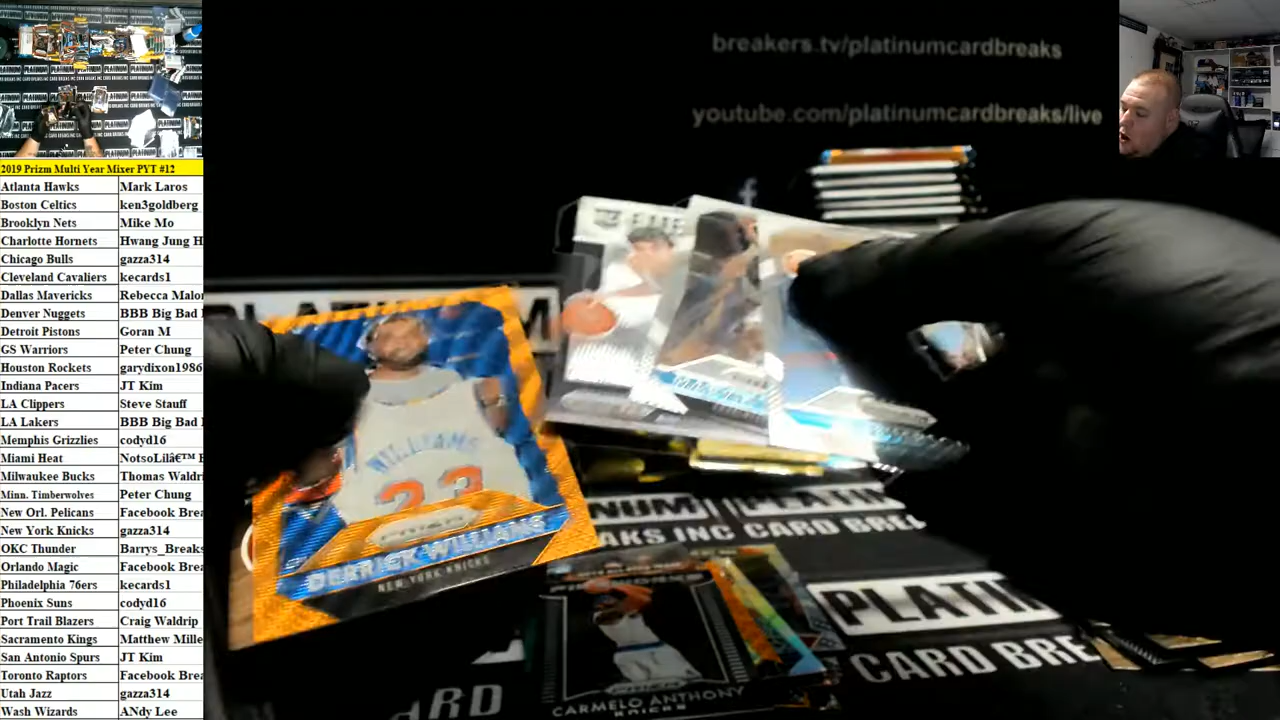 breakers.tv/platinumcardbreaks
youtube.com/platinumcardbreaks/live
2019 Prizm Multi Year Mixer PYT #12
Atlanta Hawks Mark Laros
Boston Celtics ken3goldberg
Brooklyn Nets Mike Mo
Charlotte Hornets Hwang Jung H
Chicago Bulls gazza314
Cleveland Cavaliers kecards1
Dallas Mavericks Rebecca Malon
Denver Nuggets BBB Big Bad
Detroit Pistons Goran M
GS Warriors Peter Chung
Houston Rockets garydixon1986
Indiana Pacers JT Kim
LA Clippers Steve Stauff
LA Lakers BBB Big Bad
Memphis Grizzlies codyd16
Miami Heat NotsoLilâ€™
Milwaukee Bucks Thomas Waldri
Minn. Timberwolves Peter Chung
New Orl. Pelicans Facebook Brea
New York Knicks gazza314
OKC Thunder Barrys_Breaks
Orlando Magic Facebook Brea
Philadelphia 76ers kecards1
Phoenix Suns codyd16
Port Trail Blazers Craig Waldrip
Sacramento Kings Matthew Mille
San Antonio Spurs JT Kim
Toronto Raptors Facebook Brea
Utah Jazz gazza314
Wash Wizards ANdy Lee
WILLIAMS
23
PRIZM
DERRICK WILLIAMS
NEW YORK KNICKS
CARMELO ANTHONY
KNICKS
PLATI
CARD BRE